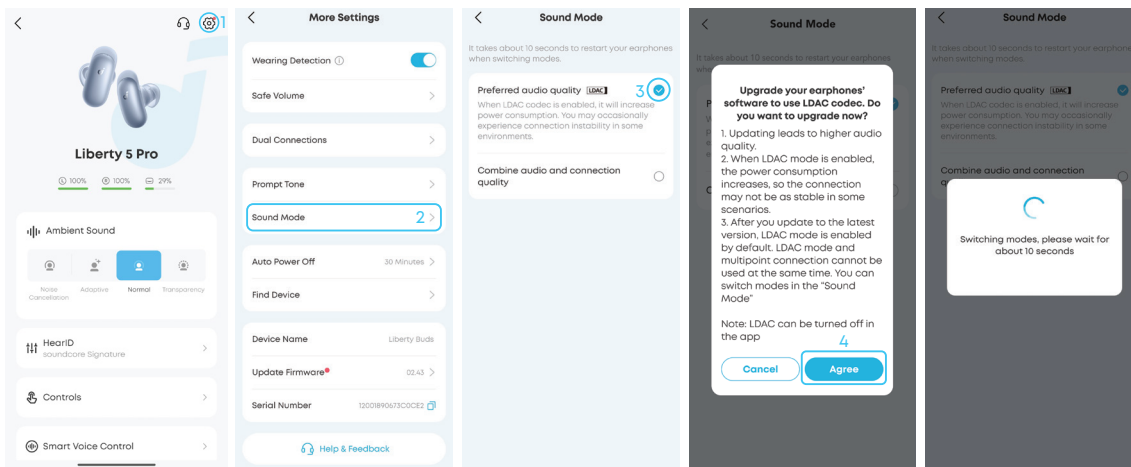 1
Liberty 5 Pro
L 100% R 100% 29%
Ambient Sound
Noise
Cancellation
Adaptive
Normal
Transparency
HearID
soundcore Signature
Controls
Smart Voice Control
More Settings
Wearing Detection
Safe Volume
Dual Connections
Prompt Tone
Sound Mode 2
Auto Power Off 30 Minutes
Find Device
Device Name Liberty Buds
Update Firmware 02.43
Serial Number 12001890673C0CE2
Help & Feedback
Sound Mode
It takes about 10 seconds to restart your earphones
when switching modes.
Preferred audio quality LDAC 3
When LDAC codec is enabled, it will increase
power consumption. You may occasionally
experience connection instability in some
environments.
Combine audio and connection
quality
Sound Mode
It takes about 10 seconds to restart your earphones
Upgrade your earphones'
software to use LDAC codec. Do
you want to upgrade now?
1. Updating leads to higher audio
quality.
2. When LDAC mode is enabled,
the power consumption
increases, so the connection
may not be as stable in some
scenarios.
3. After you update to the latest
version, LDAC mode is enabled
by default. LDAC mode and
multipoint connection cannot be
used at the same time. You can
switch modes in the "Sound
Mode"
Note: LDAC can be turned off in
the app
4
Cancel
Agree
Sound Mode
It takes about 10 seconds to restart your earphone
when switching modes.
Preferred audio quality LDAC
When LDAC codec is enabled, it will increase
power consumption. You may occasionally
experience connection instability in some
environments.
Combine audio and connection
Switching modes, please wait for
about 10 seconds